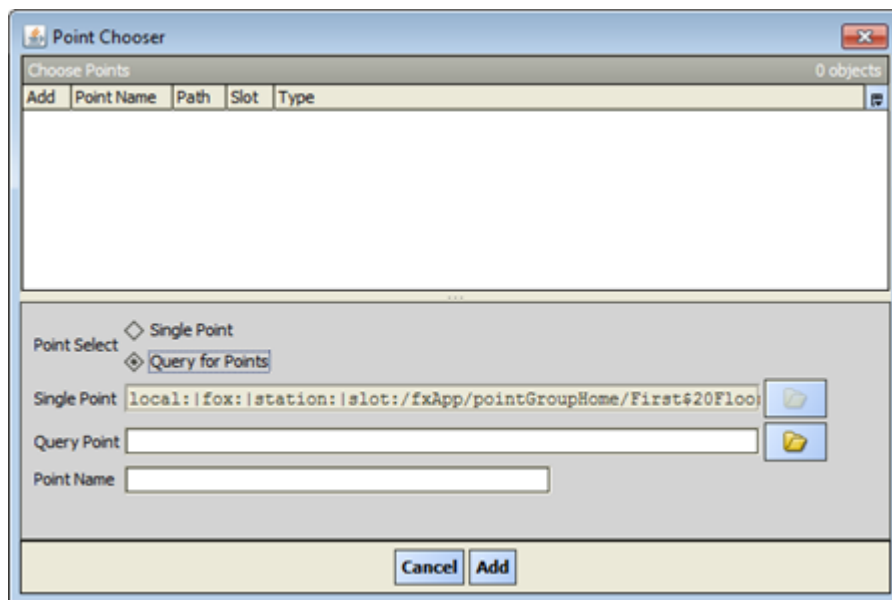 Point Chooser
Choose Points 0 objects
Add Point Name Path Slot Type
Point Select
Single Point
Query for Points
Single Point local:|fox:|station:|slot:/fxApp/pointGroupHome/First$20Floo
Query Point
Point Name
Cancel Add